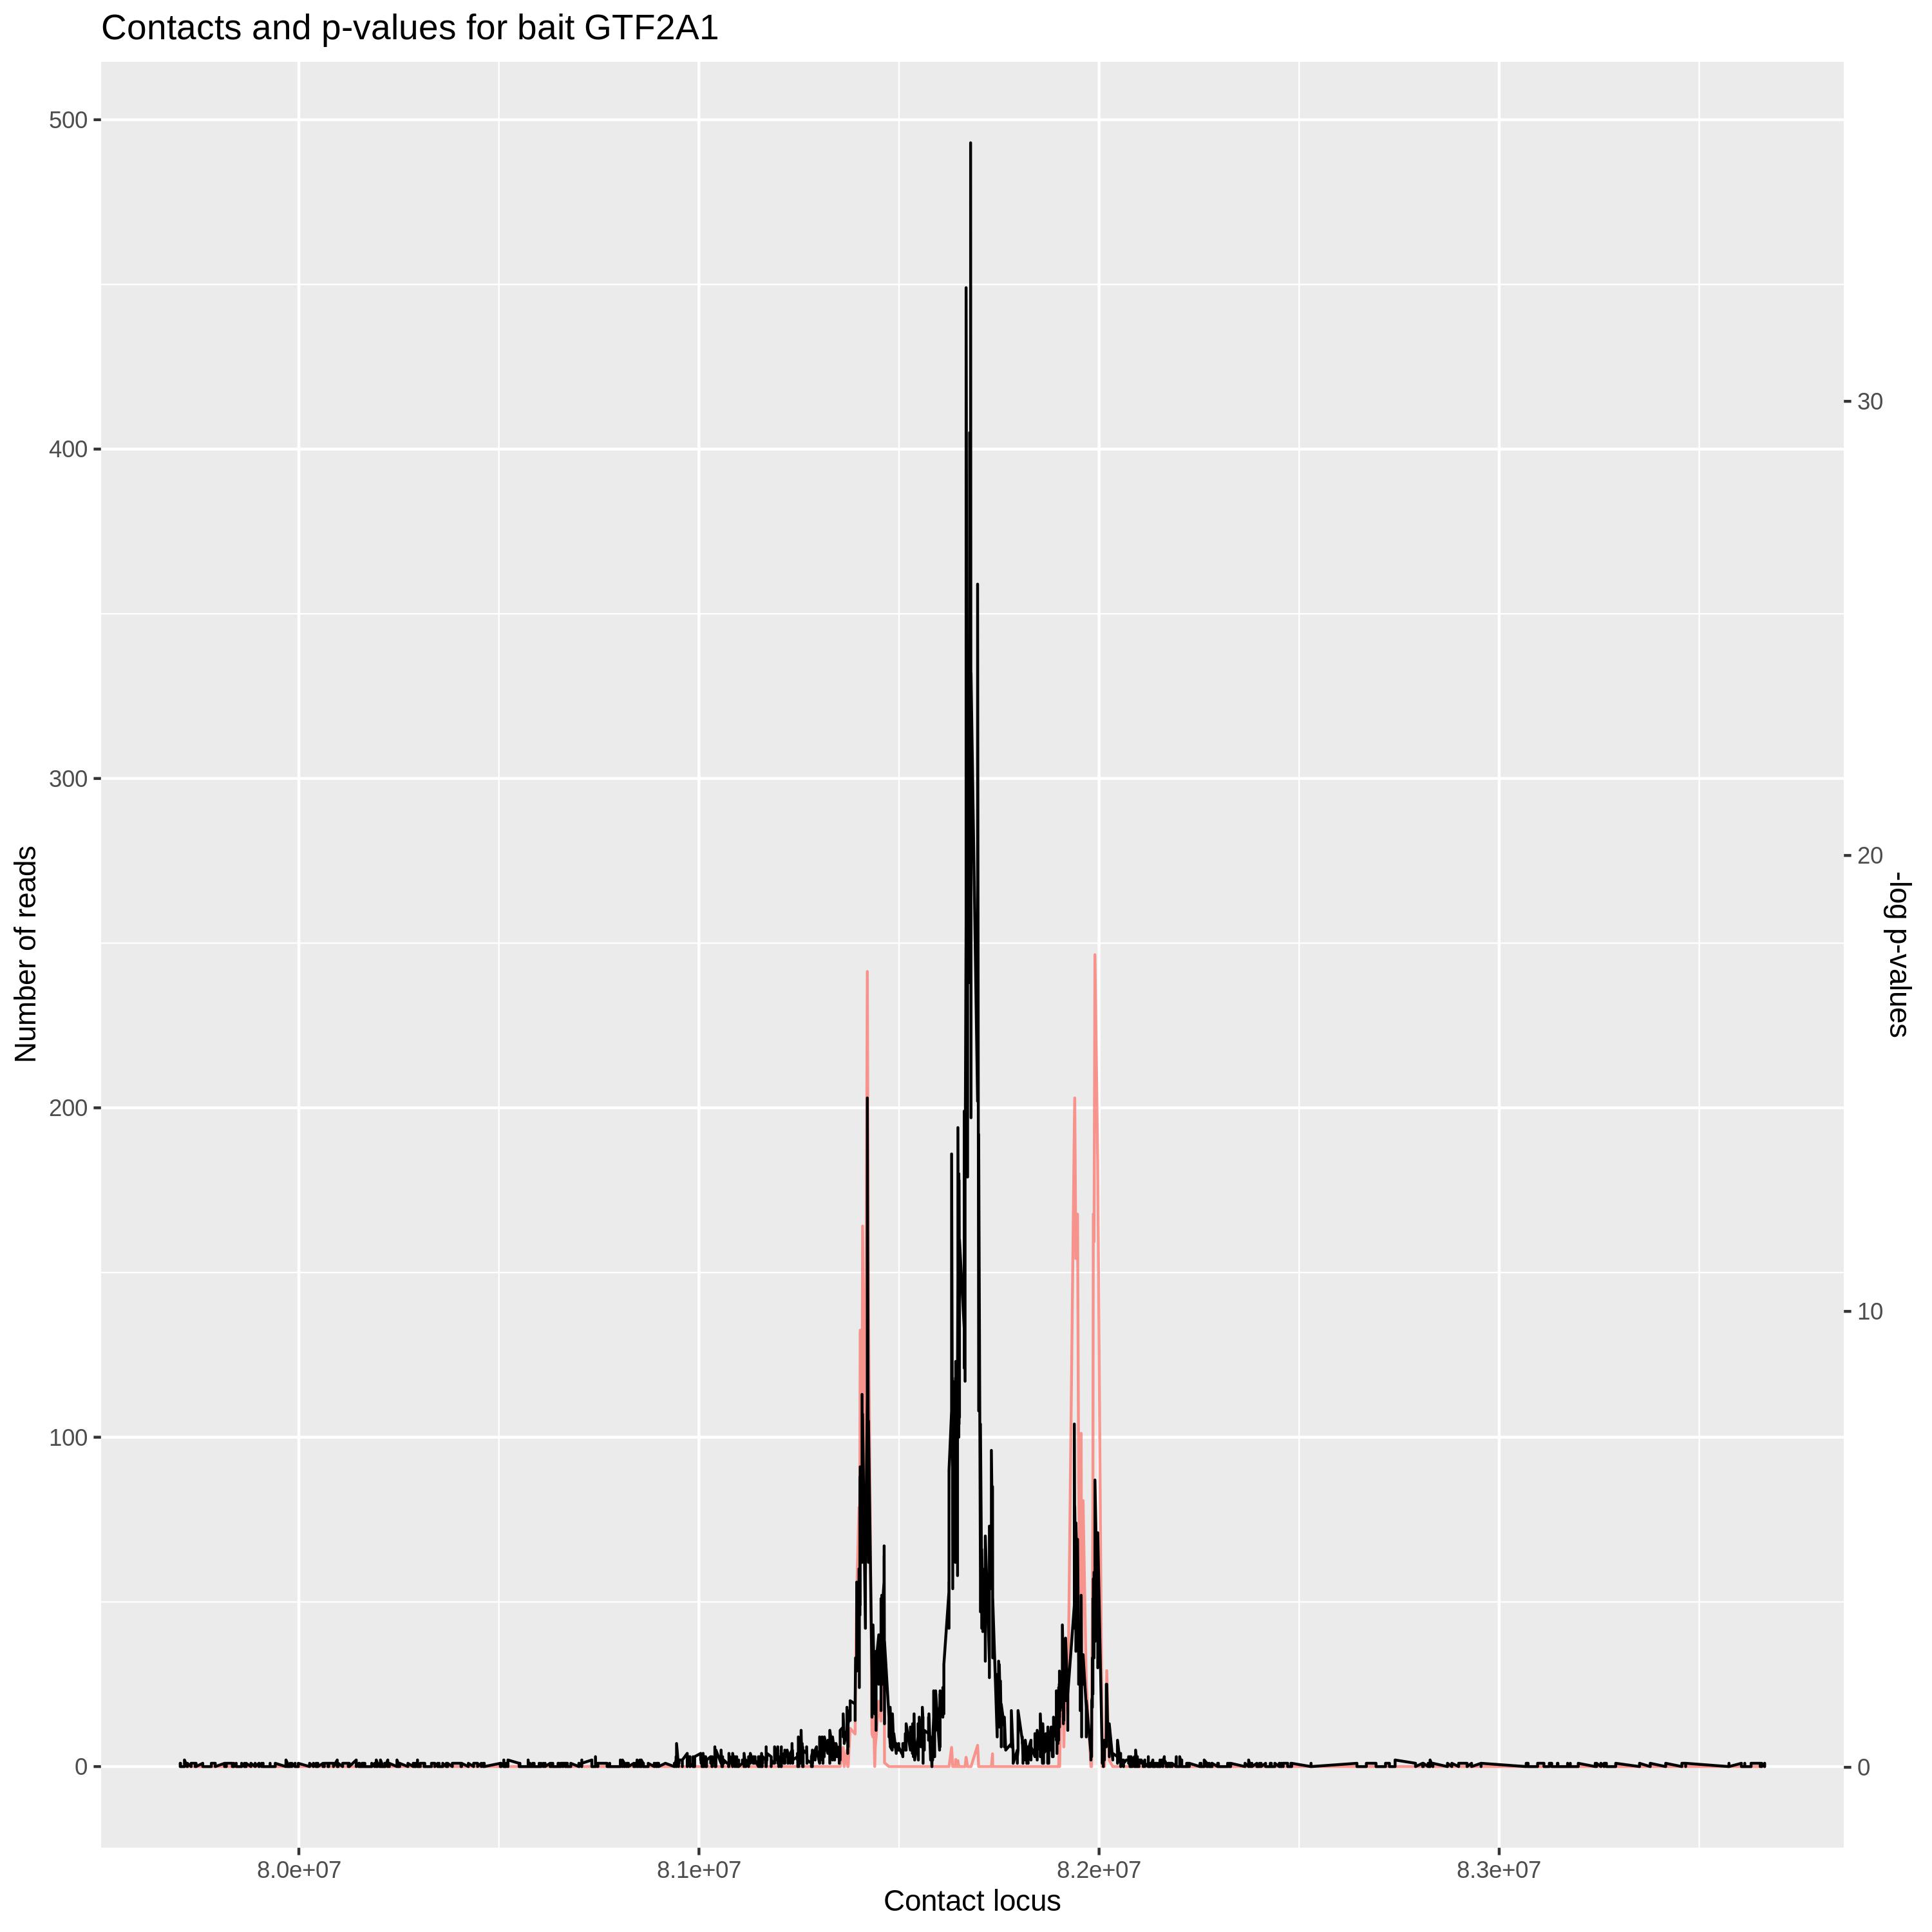 Contacts and p-values for bait GTF2A1
500
400
300
200
100
0
Number of reads
30
20
10
0
-log p-values
8.0e+07
8.1e+07
8.2e+07
8.3e+07
Contact locus